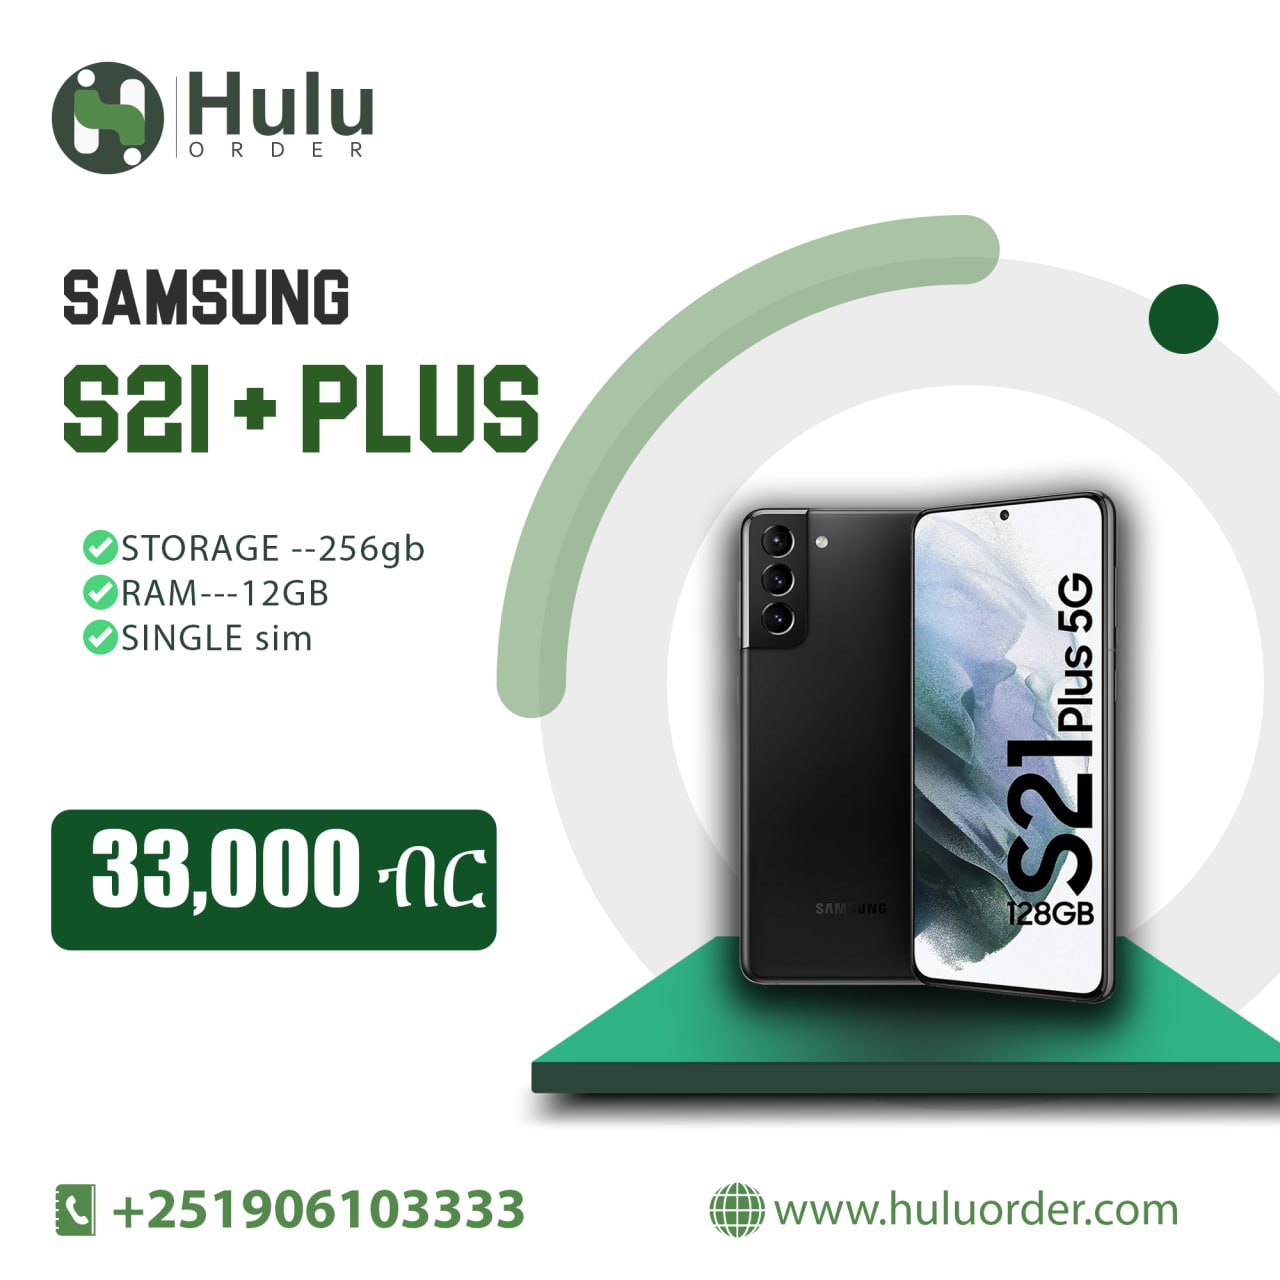 Hulu
ORDER
SAMSUNG
S21 + PLUS
STORAGE --256gb
RAM---12GB
SINGLE sim
33,000 ብር
SAMSUNG
S21 Plus 5G
128GB
+251906103333
www.huluorder.com